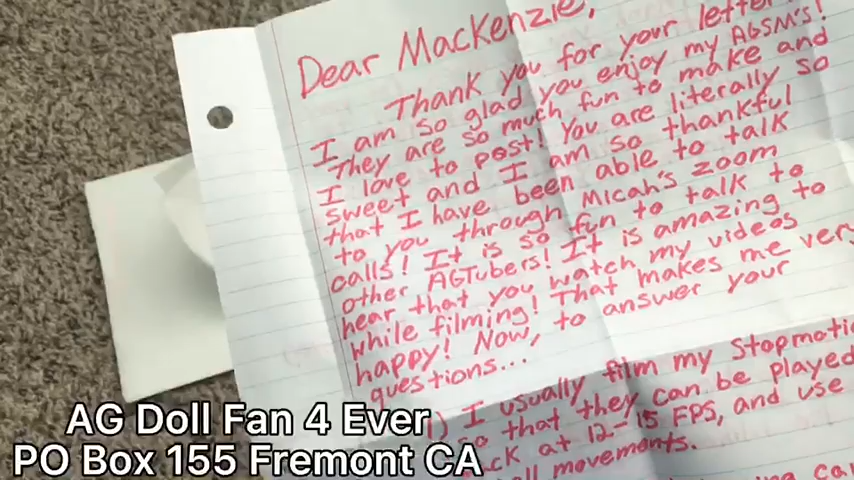 Dear MacKenzie,
Thank you for your letter
I am so glad you enjoy my AGSM's!
They are so much fun to make and
I love to post! You are literally so
sweet and I am so thankful
that I have been able to talk
to you through Micah's zoom
calls! It is so fun to talk to
other AGTubers! It is amazing to
hear that you watch my videos
while filming! That makes me very
happy! Now, to answer your
questions...
1) I usually film my Stopmotio
so that they can be played
ck at 12-15 FPS, and use
ll movements.
AG Doll Fan 4 Ever
PO Box 155 Fremont CA